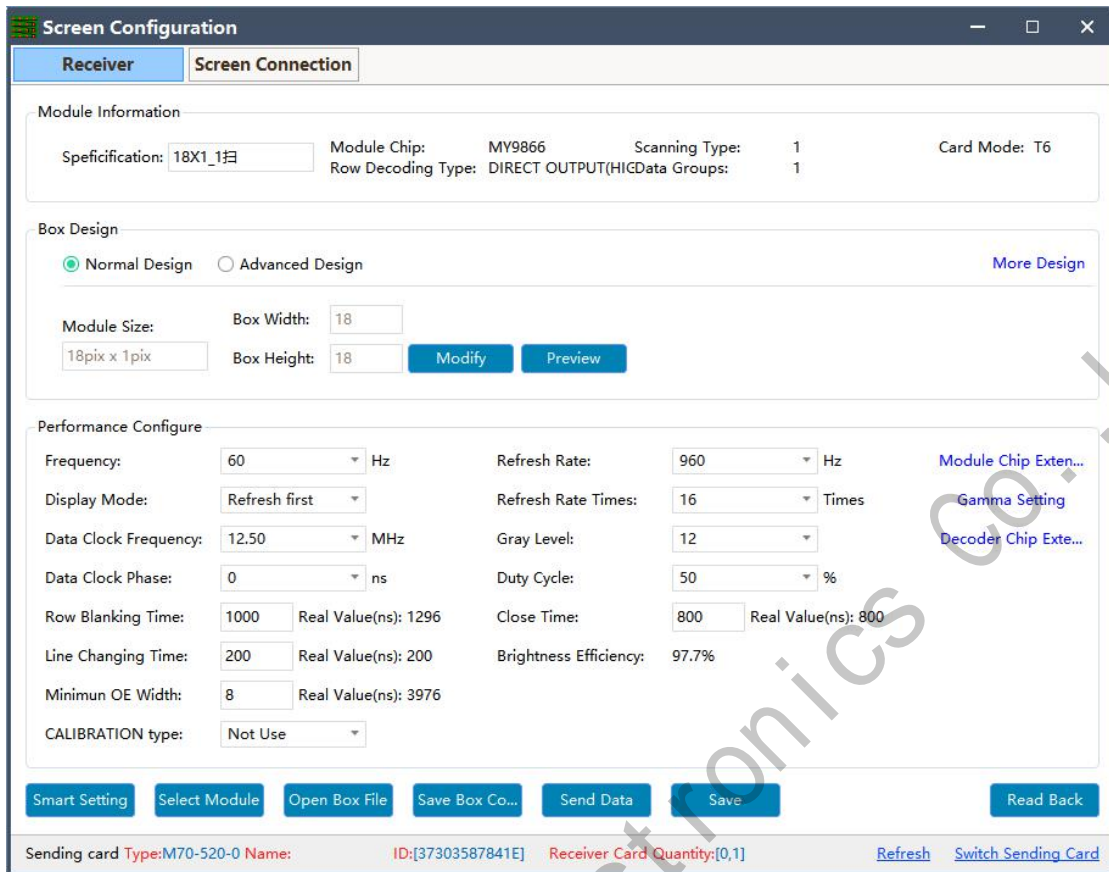 Screen Configuration
Receiver Screen Connection
Module Information
Speficification: 18X1_1扫
Module Chip: MY9866 Scanning Type: 1 Card Mode: T6
Row Decoding Type: DIRECT OUTPUT(HIGData Groups: 1
Box Design
Normal Design Advanced Design More Design
Module Size: Box Width: 18
18pix x 1pix Box Height: 18 Modify Preview
Performance Configure
Frequency: 60 Hz Refresh Rate: 960 Hz Module Chip Exten...
Display Mode: Refresh first Refresh Rate Times: 16 Times Gamma Setting
Data Clock Frequency: 12.50 MHz Gray Level: 12 Decoder Chip Exte...
Data Clock Phase: 0 ns Duty Cycle: 50 %
Row Blanking Time: 1000 Real Value(ns): 1296 Close Time: 800 Real Value(ns): 800
Line Changing Time: 200 Real Value(ns): 200 Brightness Efficiency: 97.7%
Minimun OE Width: 8 Real Value(ns): 3976
CALIBRATION type: Not Use
Smart Setting Select Module Open Box File Save Box Co... Send Data Save Read Back
Sending card Type:M70-520-0 Name: ID:[37303587841E] Receiver Card Quantity:[0,1] Refresh Switch Sending Card
ctronics Co.